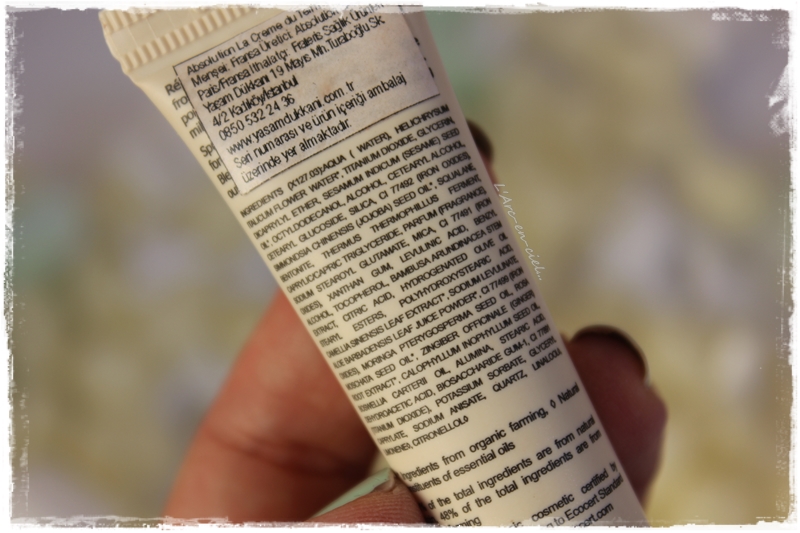 Absolution La Creme du
Menşei: Fransa Üretici: Absolution
Paris/Fransa İthalatçı: Sağlık
Yaşam Dükkanı 19 Mayıs Mh. Turaboğlu Sk
4/2 Kadıköy/İstanbul
0850 532 24 36
www.yasamdukkani.com.tr
Seri numarası ve ürün içeriği ambalaj
üzerinde yer almaktadır.
INGREDIENTS (X127.03): AQUA ( WATER), HELICHRYSUM
ITALICUM FLOWER WATER*, TITANIUM DIOXIDE, GLYCERIN,
DICAPRYLYL ETHER, SESAMUM INDICUM (SESAME) SEED
OIL*, OCTYLDODECANOL, ALCOHOL, CETEARYL ALCOHOL,
CETEARYL GLUCOSIDE, SILICA, CI 77492 (IRON OXIDES),
SIMMONDSIA CHINENSIS (JOJOBA) SEED OIL*, SQUALANE,
BENTONITE, THERMUS THERMOPHILLUS FERMENT,
CAPRYLIC/CAPRIC TRIGLYCERIDE, PARFUM (FRAGRANCE),
SODIUM STEAROYL GLUTAMATE, MICA, CI 77491 (IRON
OXIDES), XANTHAN GUM, LEVULINIC ACID, BENZYL
ALCOHOL, TOCOPHEROL, BAMBUSA ARUNDINACEA STEM
EXTRACT, CITRIC ACID, HYDROGENATED OLIVE OIL
STEARYL ESTERS, POLYHYDROXYSTEARIC ACID,
CAMELLIA SINENSIS LEAF EXTRACT*, SODIUM LEVULINATE,
ALOE BARBADENSIS LEAF JUICE POWDER*, CI 77499 (IRON
OXIDES), MORINGA PTERYGOSPERMA SEED OIL, ROSA
MOSCHATA SEED OIL*, ZINGIBER OFFICINALE (GINGER)
ROOT EXTRACT*, CALOPHYLLUM INOPHYLLUM SEED OIL,
BOSWELLIA CARTERII OIL, ALUMINA, STEARIC ACID,
DEHYDROACETIC ACID, BIOSACCHARIDE GUM-1, CI 77891
(TITANIUM DIOXIDE), POTASSIUM SORBATE, GLYCERYL
CAPRYLATE, SODIUM ANISATE, QUARTZ, LINALOOL◊
LIMONENE◊, CITRONELLOL◊
ingredients from organic farming, ◊ Natural
of essential oils
of the total ingredients are from natural
48% of the total ingredients are from
cosmetic certified by
to Ecocert Standard
L'Arc-en-ciel..